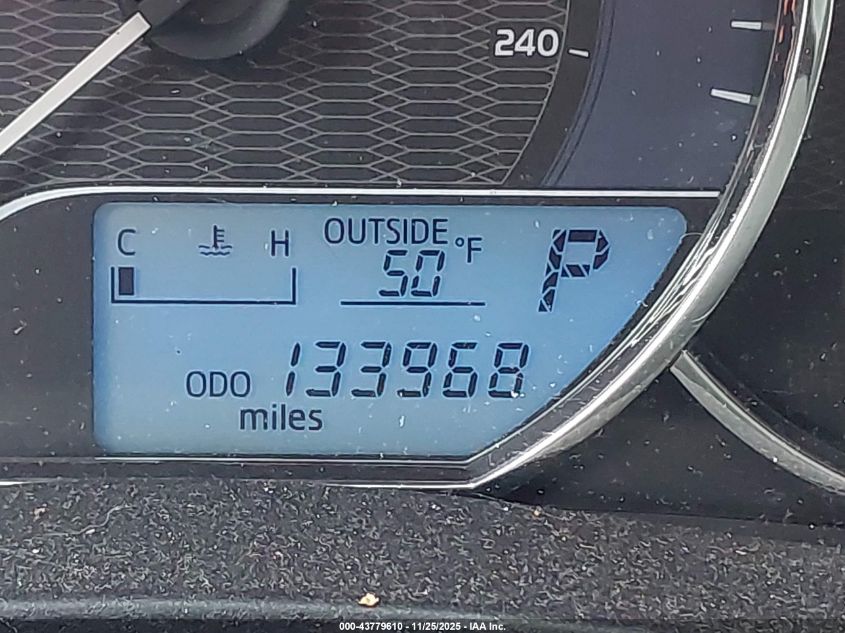 240
C H OUTSIDE °F P
50
ODO 133968
miles
000-43779610 - 11/25/2025 - IAA Inc.